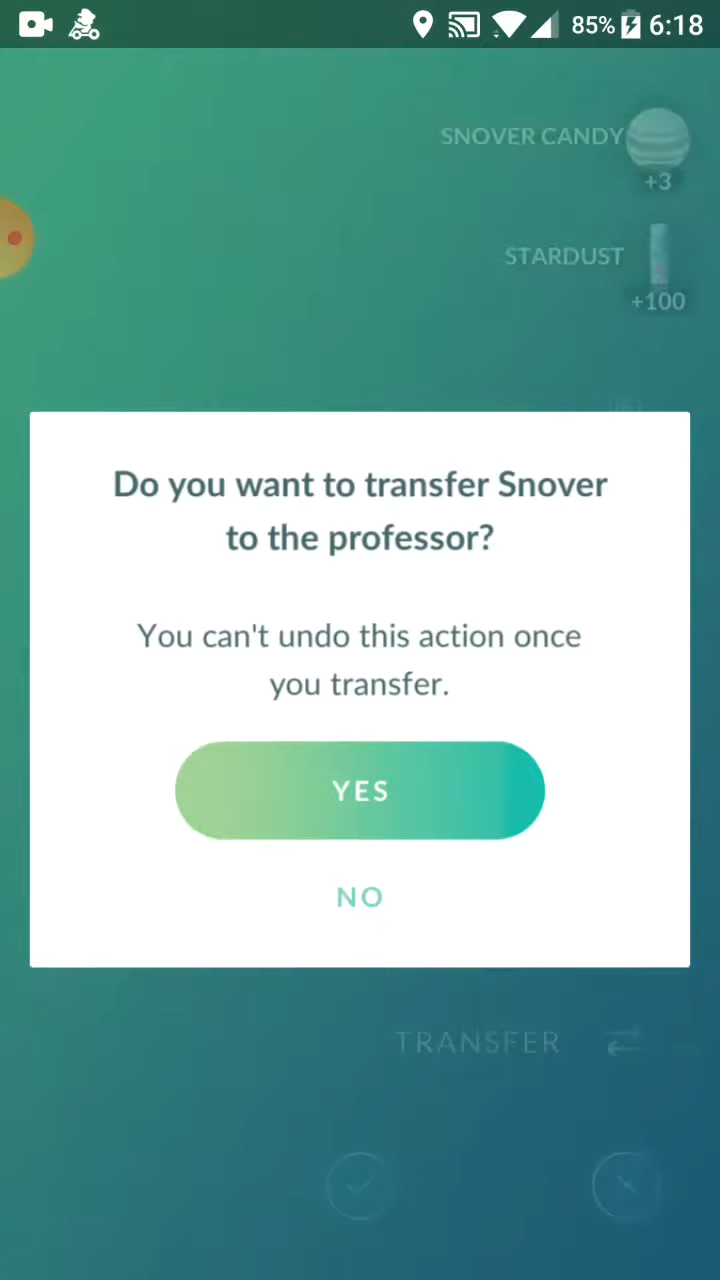 85% 6:18
SNOVER CANDY
+3
STARDUST
+100
Do you want to transfer Snover
to the professor?
You can't undo this action once
you transfer.
YES
NO
TRANSFER